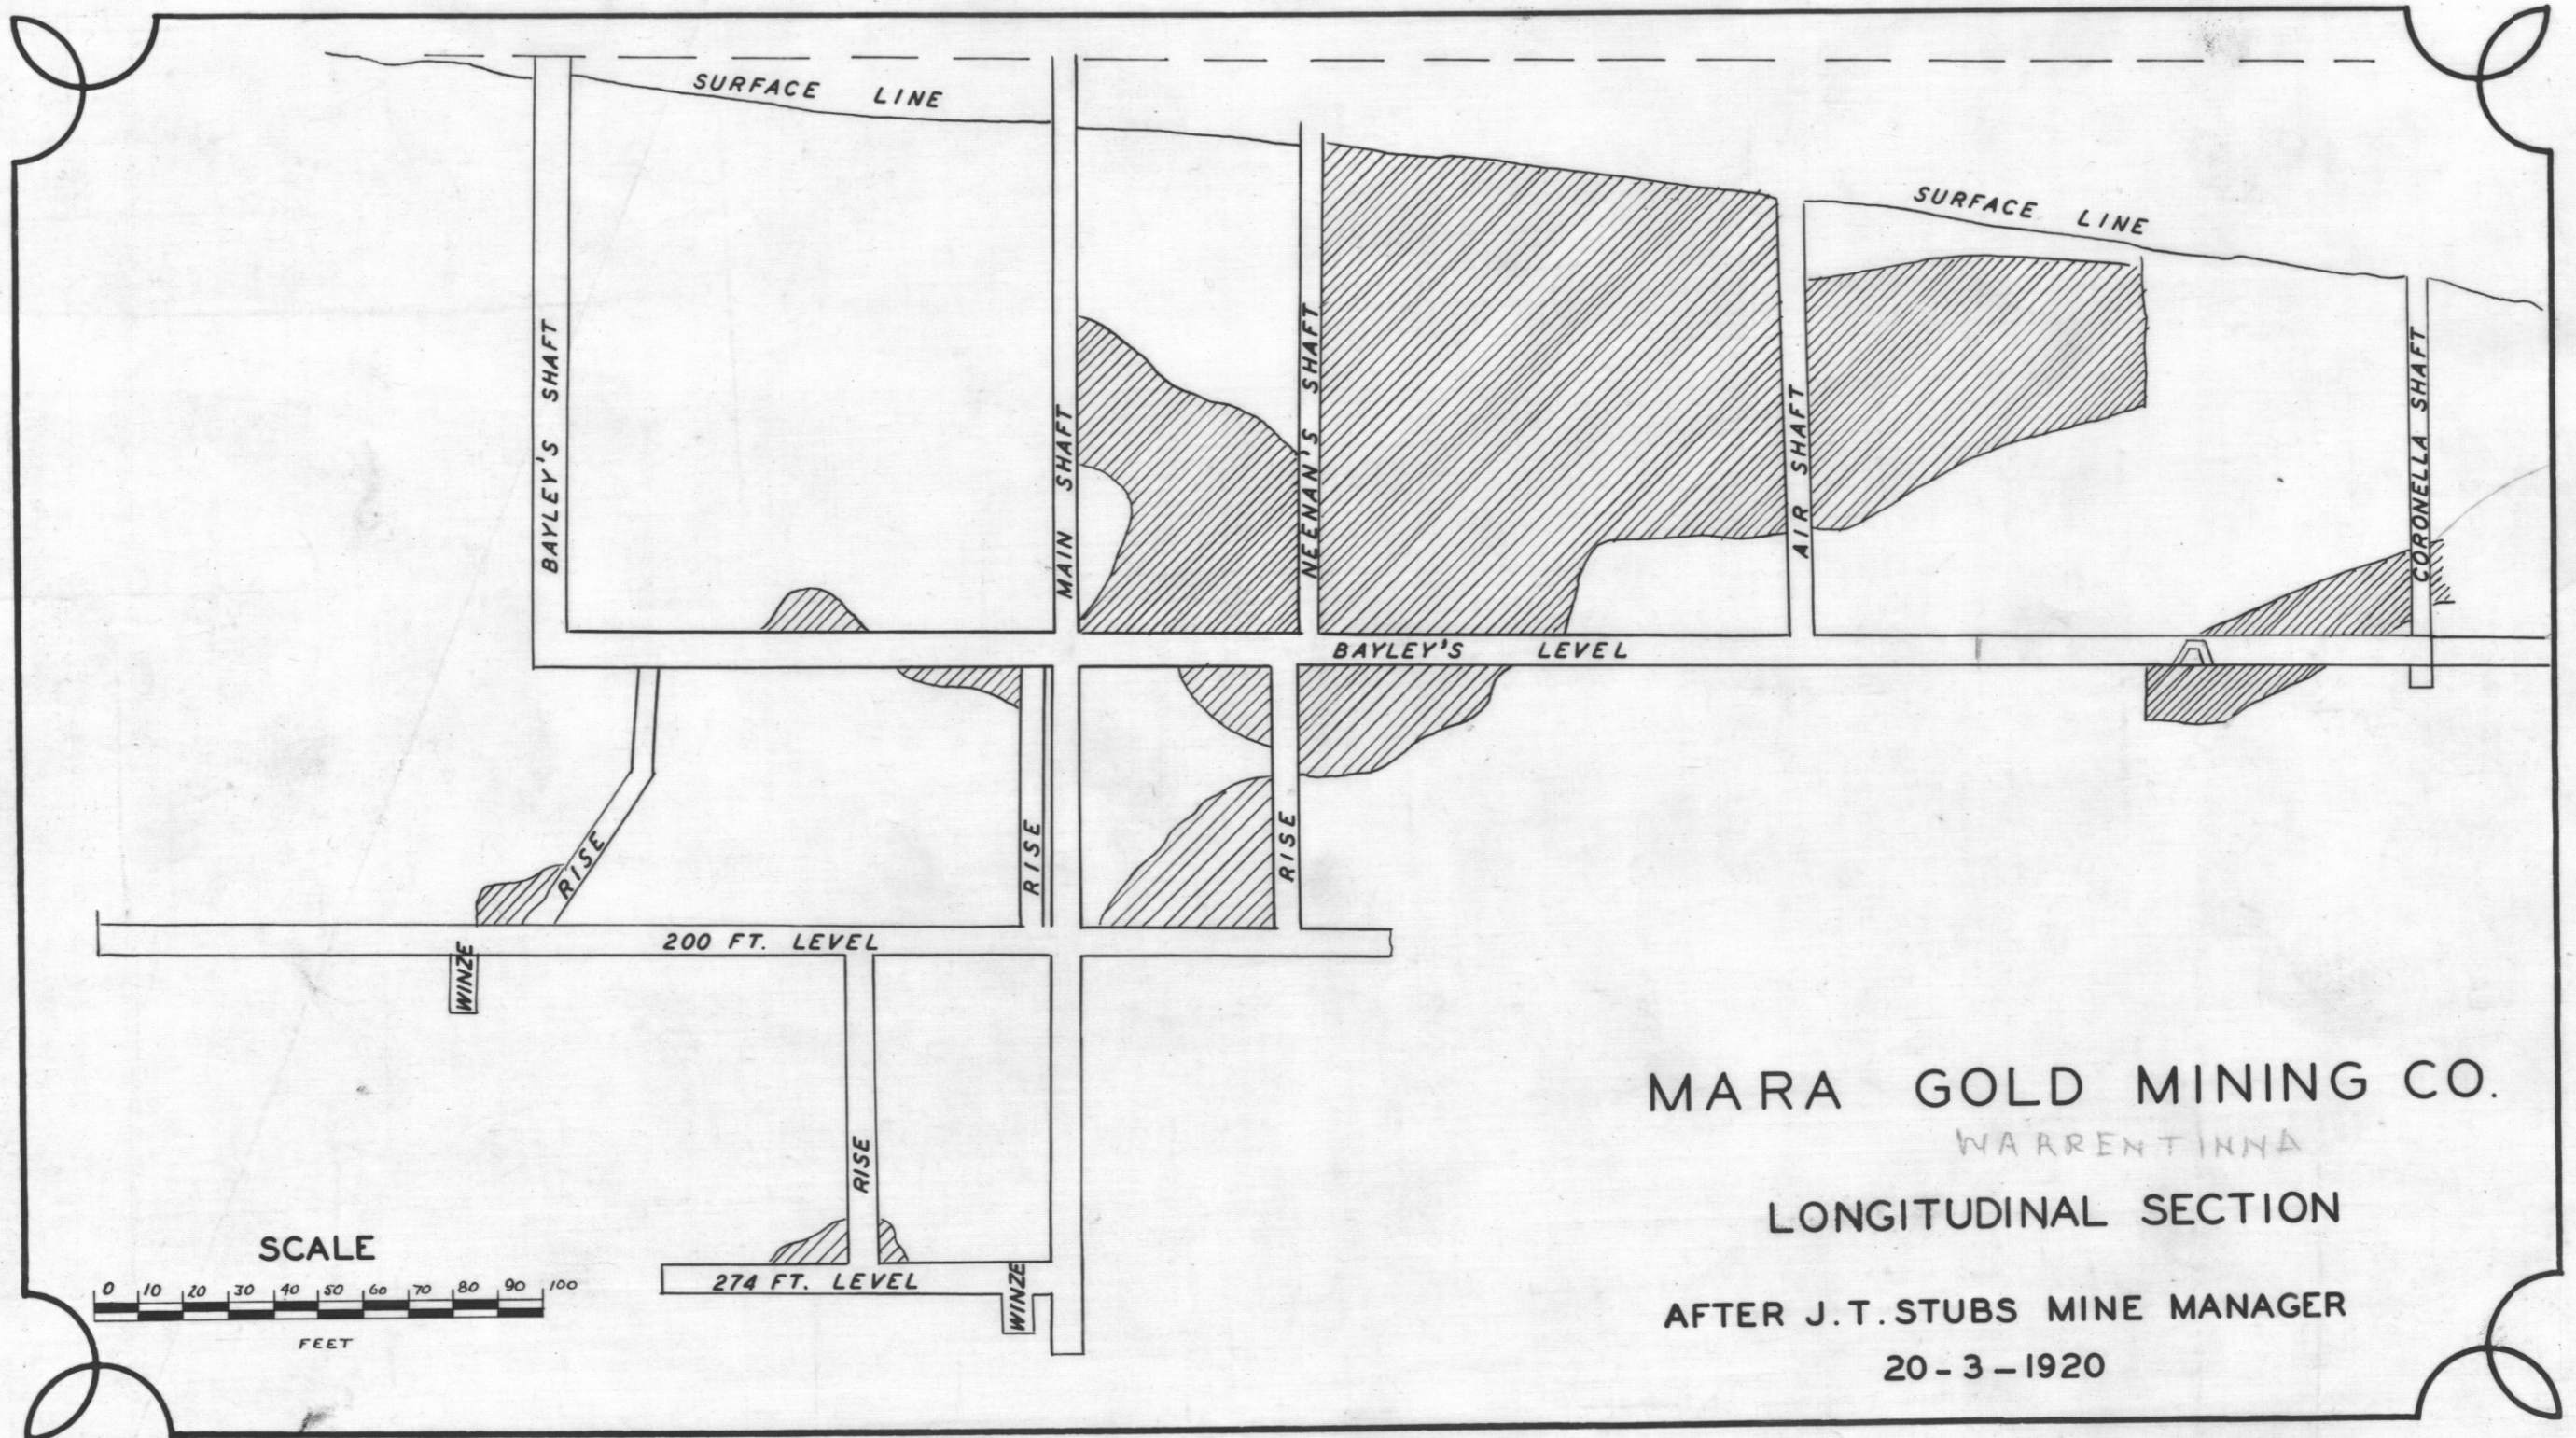 SURFACE LINE
SURFACE LINE
BAYLEY'S SHAFT
MAIN SHAFT
NEENAN'S SHAFT
AIR SHAFT
CORONELLA SHAFT
BAYLEY'S LEVEL
RISE
RISE
RISE
200 FT. LEVEL
WINZE
RISE
274 FT. LEVEL
WINZE
SCALE
0 10 20 30 40 50 60 70 80 90 100
FEET
MARA GOLD MINING CO.
WARRENTINNA
LONGITUDINAL SECTION
AFTER J.T. STUBS MINE MANAGER
20-3-1920